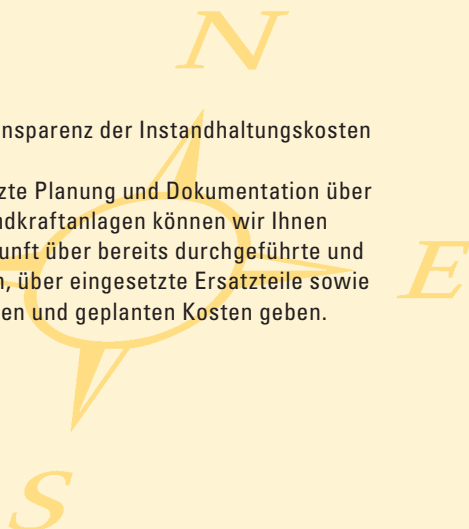 N
nsparenz der Instandhaltungskosten
zte Planung und Dokumentation über
ndkraftanlagen können wir Ihnen
unft über bereits durchgeführte und
n, über eingesetzte Ersatzteile sowie
E
en und geplanten Kosten geben.
S